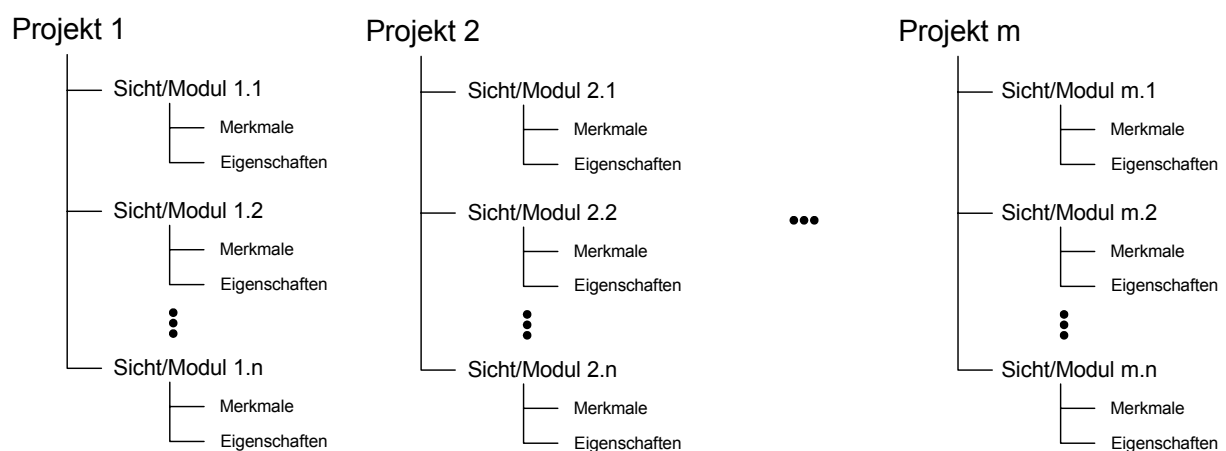 Projekt 1
Sicht/Modul 1.1
Merkmale
Eigenschaften
Sicht/Modul 1.2
Merkmale
Eigenschaften
Sicht/Modul 1.n
Merkmale
Eigenschaften
Projekt 2
Sicht/Modul 2.1
Merkmale
Eigenschaften
Sicht/Modul 2.2
Merkmale
Eigenschaften
Sicht/Modul 2.n
Merkmale
Eigenschaften
Projekt m
Sicht/Modul m.1
Merkmale
Eigenschaften
Sicht/Modul m.2
Merkmale
Eigenschaften
Sicht/Modul m.n
Merkmale
Eigenschaften